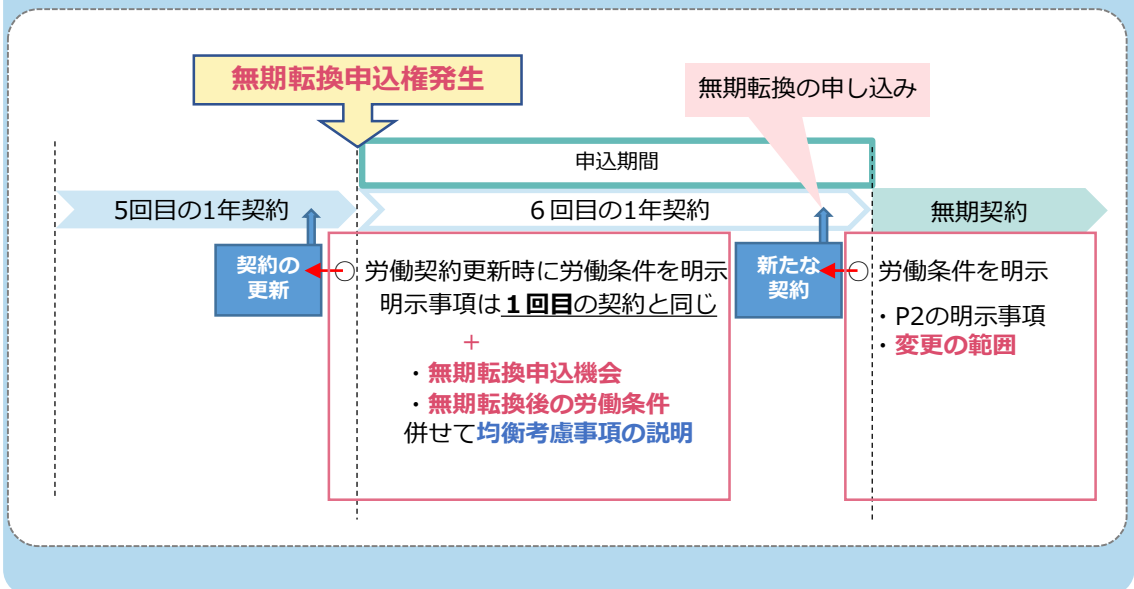 無期転換申込権発生
無期転換の申し込み
申込期間
5回目の1年契約
６回目の1年契約
無期契約
契約の
更新
○ 労働契約更新時に労働条件を明示
明示事項は１回目の契約と同じ
＋
・無期転換申込機会
・無期転換後の労働条件
併せて均衡考慮事項の説明
新たな
契約
○ 労働条件を明示
・P2の明示事項
・変更の範囲